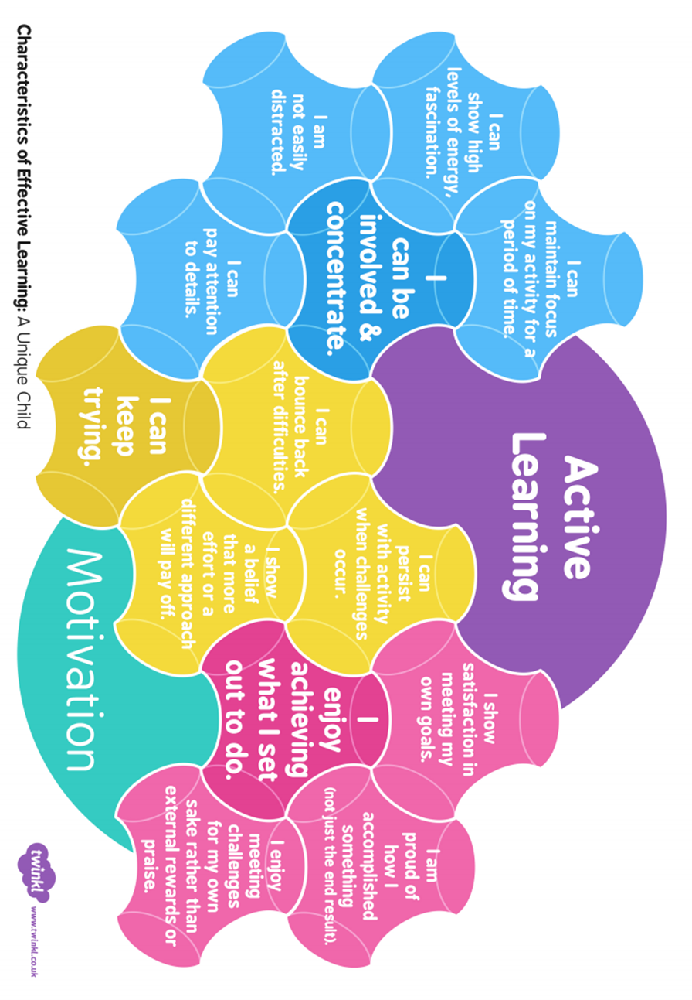 Active
Learning
I can
maintain focus
on my activity for a
period of time.
I can
show high
levels of energy,
fascination.
I
can be
involved &
concentrate.
I am
not easily
distracted.
I can
pay attention
to details.
I can
bounce back
after difficulties.
I can
persist
with activity
when challenges
occur.
I can
keep
trying.
I show
a belief
that more
effort or a
different approach
will pay off.
I show
satisfaction in
meeting my
own goals.
I
enjoy
achieving
what I set
out to do.
I am
proud of
how I
accomplished
something
(not just the end result).
I enjoy
meeting
challenges
for my own
sake rather than
external rewards or
praise.
Motivation
Characteristics of Effective Learning: A Unique Child
twinkl www.twinkl.co.uk